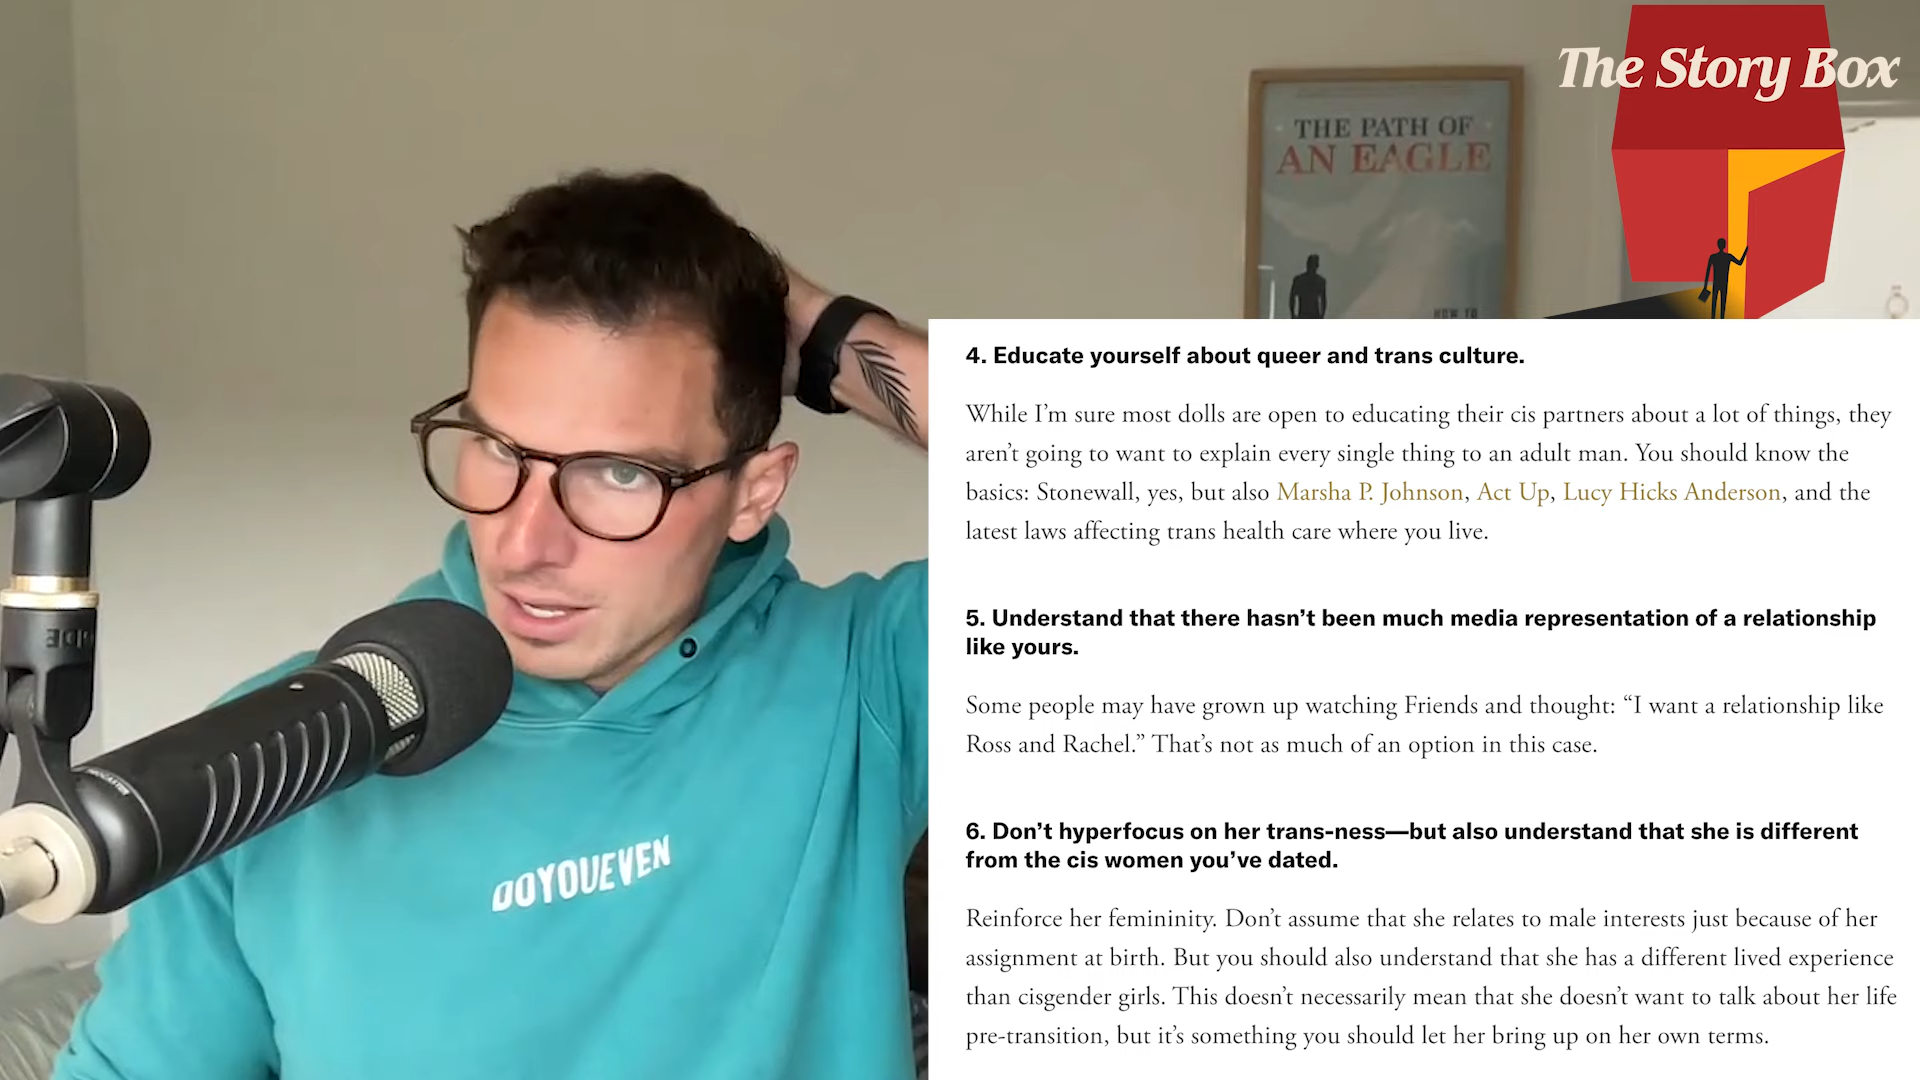 The Story Box
THE PATH OF
AN EAGLE
HOW TO
4. Educate yourself about queer and trans culture.
While I’m sure most dolls are open to educating their cis partners about a lot of things, they
aren’t going to want to explain every single thing to an adult man. You should know the
basics: Stonewall, yes, but also Marsha P. Johnson, Act Up, Lucy Hicks Anderson, and the
latest laws affecting trans health care where you live.
5. Understand that there hasn’t been much media representation of a relationship
like yours.
Some people may have grown up watching Friends and thought: “I want a relationship like
Ross and Rachel.” That’s not as much of an option in this case.
6. Don’t hyperfocus on her trans-ness—but also understand that she is different
from the cis women you’ve dated.
Reinforce her femininity. Don’t assume that she relates to male interests just because of her
assignment at birth. But you should also understand that she has a different lived experience
than cisgender girls. This doesn’t necessarily mean that she doesn’t want to talk about her life
pre-transition, but it’s something you should let her bring up on her own terms.
DOYOUEVEN